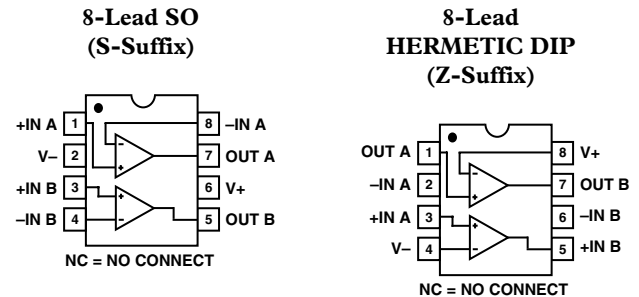 8-Lead SO
(S-Suffix)
+IN A 1
8 –IN A
V– 2
7 OUT A
+IN B 3
6 V+
–IN B 4
5 OUT B
– + + –
NC = NO CONNECT
8-Lead
HERMETIC DIP
(Z-Suffix)
OUT A 1
8 V+
–IN A 2
7 OUT B
+IN A 3
6 –IN B
V– 4
5 +IN B
– + + –
NC = NO CONNECT